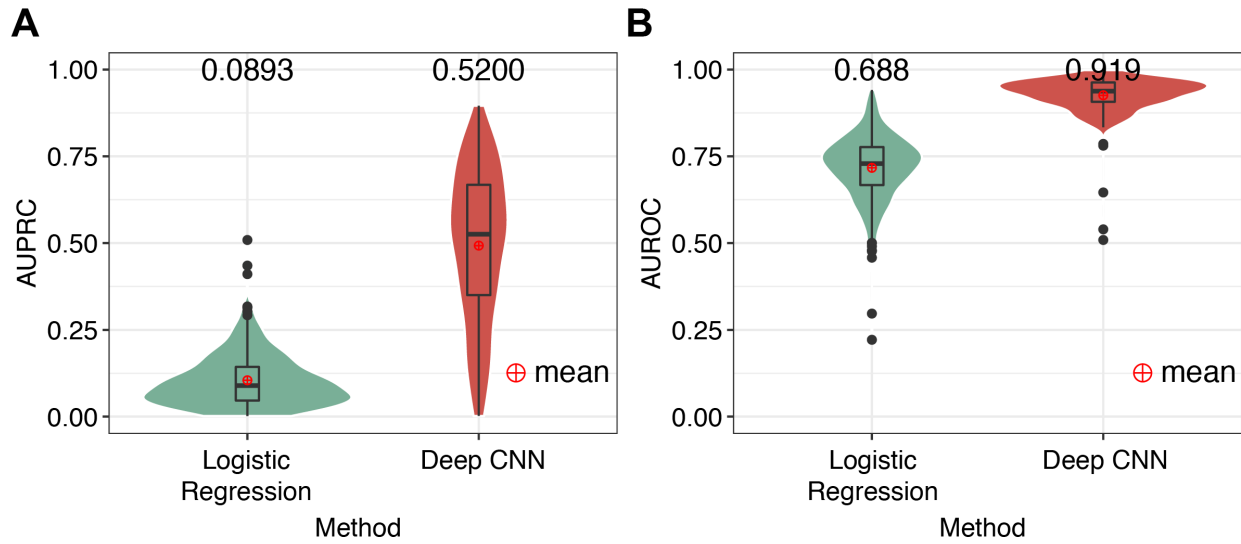 A
0.0893
0.5200
1.00
0.75
0.50
0.25
0.00
AUPRC
mean
Logistic
Regression
Deep CNN
Method
B
0.688
0.919
1.00
0.75
0.50
0.25
0.00
AUROC
mean
Logistic
Regression
Deep CNN
Method